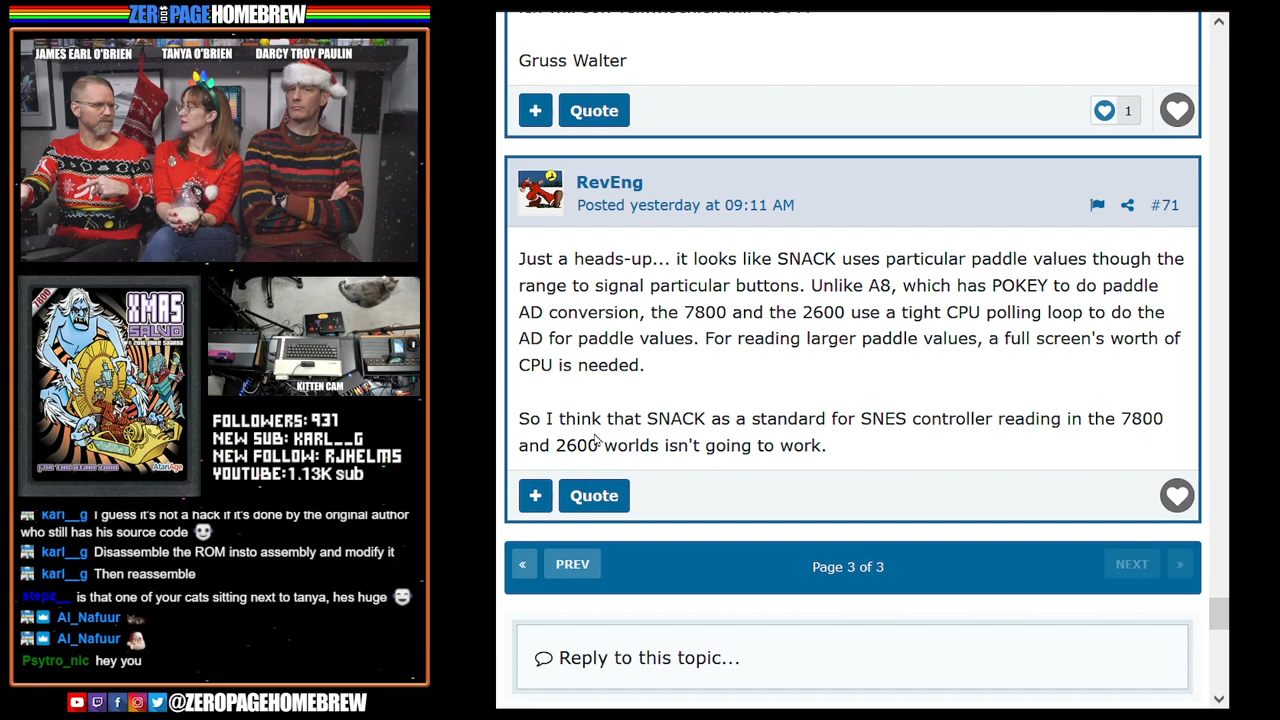 ZEROPAGE HOMEBREW
JAMES EARL O'BRIEN
TANYA O'BRIEN
DARCY TROY PAULIN
7800
XMAS
SALVO
AtariAge
KITTEN CAM
FOLLOWERS: 931
NEW SUB: KARL__G
NEW FOLLOW: RJHELMS
YOUTUBE: 1.13K sub
karl__g I guess it's not a hack if it's done by the original author
who still has his source code
karl__g Disassemble the ROM insto assembly and modify it
karl__g Then reassemble
stepz__ is that one of your cats sitting next to tanya, hes huge
Al_Nafuur
Al_Nafuur
Psytro_nic hey you
@ZEROPAGEHOMEBREW
Gruss Walter
+ Quote
1
RevEng
Posted yesterday at 09:11 AM
#71
Just a heads-up... it looks like SNACK uses particular paddle values though the
range to signal particular buttons. Unlike A8, which has POKEY to do paddle
AD conversion, the 7800 and the 2600 use a tight CPU polling loop to do the
AD for paddle values. For reading larger paddle values, a full screen's worth of
CPU is needed.
So I think that SNACK as a standard for SNES controller reading in the 7800
and 2600 worlds isn't going to work.
+ Quote
« PREV
Page 3 of 3
NEXT »
Reply to this topic...